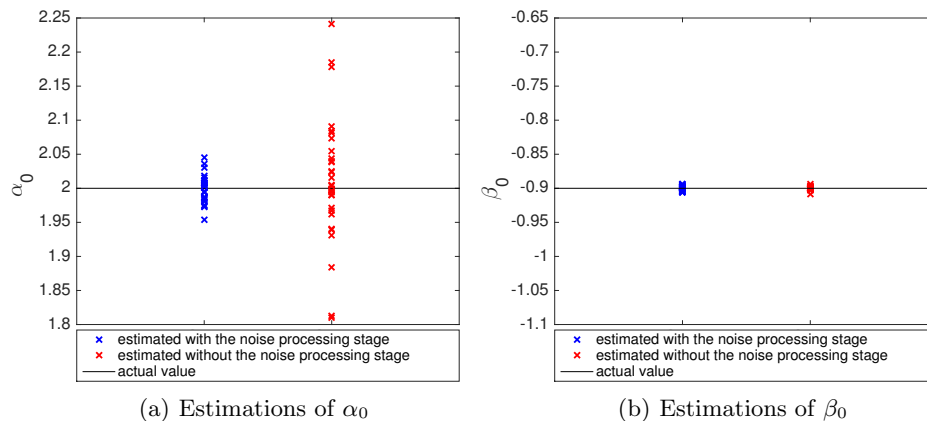 2.25
2.2
2.15
2.1
2.05
2
1.95
1.9
1.85
1.8
α0
estimated with the noise processing stage
estimated without the noise processing stage
actual value
(a) Estimations of α0
-0.65
-0.7
-0.75
-0.8
-0.85
-0.9
-0.95
-1
-1.05
-1.1
β0
estimated with the noise processing stage
estimated without the noise processing stage
actual value
(b) Estimations of β0